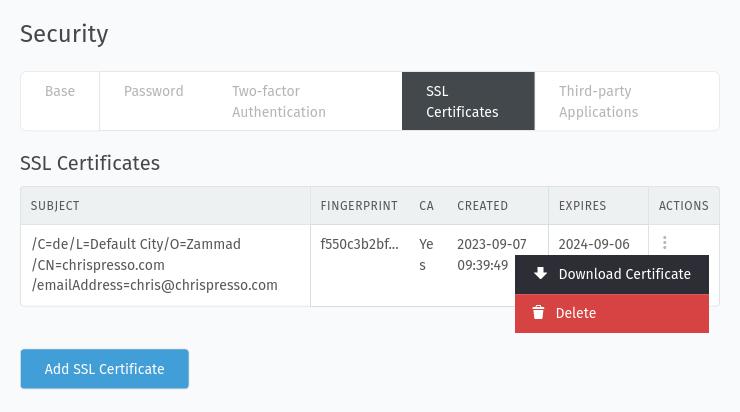 Security
Base
Password
Two-factor
Authentication
SSL
Certificates
Third-party
Applications
SSL Certificates
SUBJECT FINGERPRINT CA CREATED EXPIRES ACTIONS
/C=de/L=Default City/O=Zammad f550c3b2bf... Ye 2023-09-07 2024-09-06
/CN=chrispresso.com s 09:39:49
/emailAddress=chris@chrispresso.com
Download Certificate
Delete
Add SSL Certificate